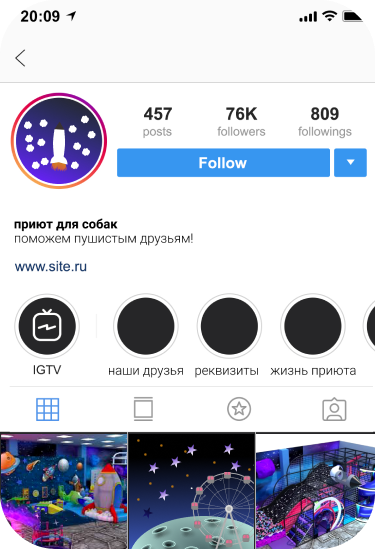 20:09
457 76K 809
posts followers followings
Follow
приют для собак
поможем пушистым друзьям!
www.site.ru
IGTV наши друзья реквизиты жизнь приюта